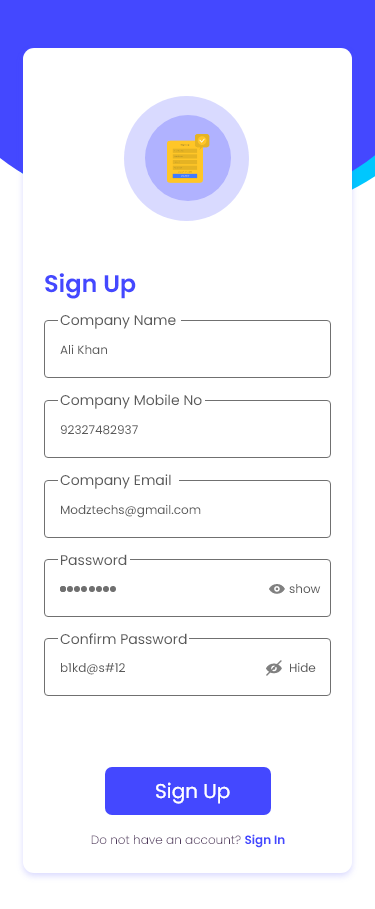 Sign Up
Company Name
Ali Khan
Company Mobile No
92327482937
Company Email
Modztechs@gmail.com
Password
●●●●●●●● show
Confirm Password
b1kd@s#12 Hide
Sign Up
Do not have an account? Sign In